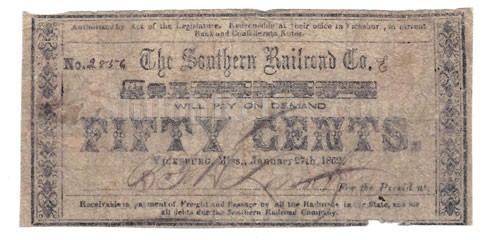 Authorized by Act of the Legislature. Redeemable at their office in Vicksburg, in current
Bank and Confederate Notes.
No. 2856 The Southern Railroad Co.
WILL PAY ON DEMAND
FIFTY CENTS.
VICKSBURG, Miss., January 27th, 1862.
For the Presid nt.
Receivable in payment of Freight and Passage by all the Railroads in the State, and for
all debts due the Southern Railroad Company.